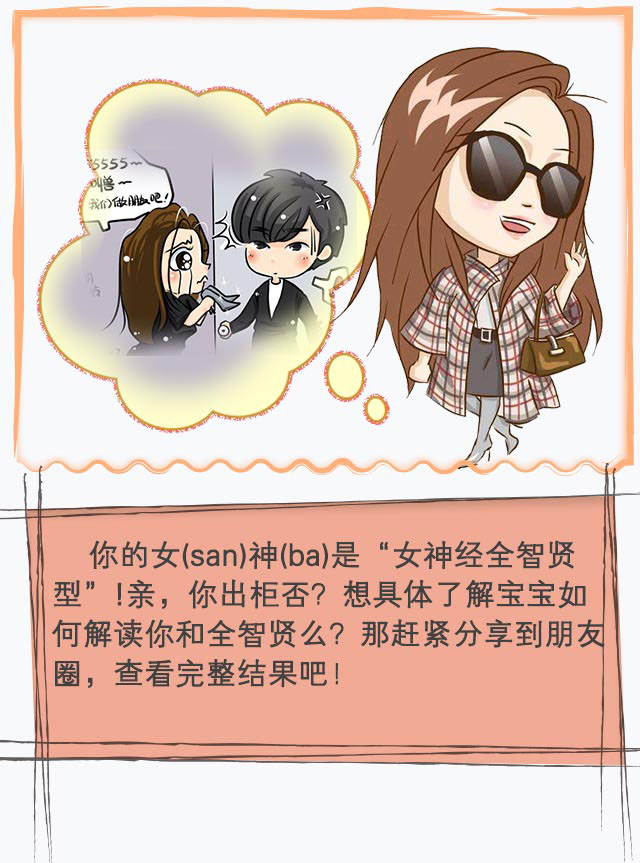 5555~
叫兽~
我们做朋友吧!
你的女(san)神(ba)是“女神经全智贤
型”!亲，你出柜否？想具体了解宝宝如
何解读你和全智贤么？那赶紧分享到朋友
圈，查看完整结果吧！